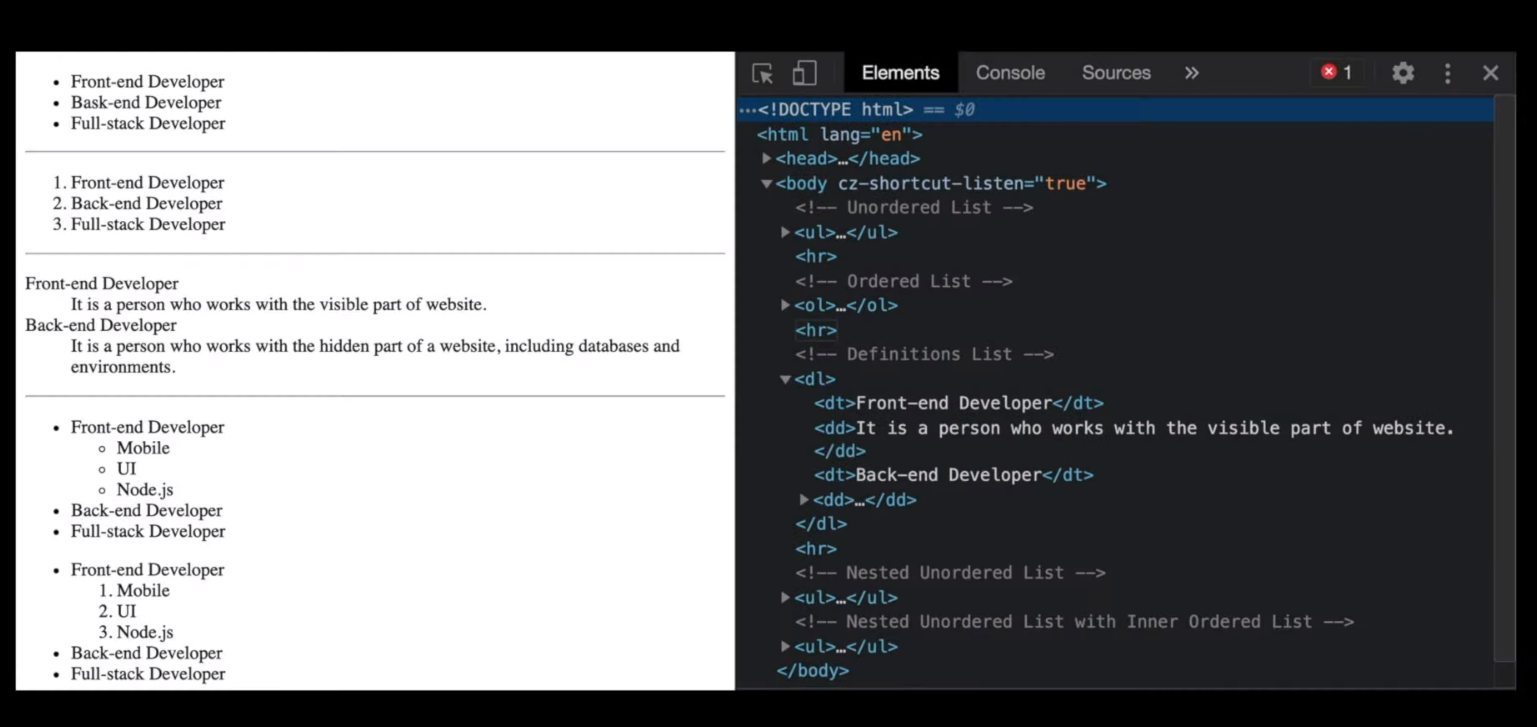 • Front-end Developer
• Bask-end Developer
• Full-stack Developer
1. Front-end Developer
2. Back-end Developer
3. Full-stack Developer
Front-end Developer
It is a person who works with the visible part of website.
Back-end Developer
It is a person who works with the hidden part of a website, including databases and
environments.
• Front-end Developer
◦ Mobile
◦ UI
◦ Node.js
• Back-end Developer
• Full-stack Developer
• Front-end Developer
1. Mobile
2. UI
3. Node.js
• Back-end Developer
• Full-stack Developer
Elements Console Sources » 1
…<!DOCTYPE html> == $0
<html lang="en">
<head>…</head>
<body cz-shortcut-listen="true">
<!-- Unordered List -->
<ul>…</ul>
<hr>
<!-- Ordered List -->
<ol>…</ol>
<hr>
<!-- Definitions List -->
<dl>
<dt>Front-end Developer</dt>
<dd>It is a person who works with the visible part of website.
</dd>
<dt>Back-end Developer</dt>
<dd>…</dd>
</dl>
<hr>
<!-- Nested Unordered List -->
<ul>…</ul>
<!-- Nested Unordered List with Inner Ordered List -->
<ul>…</ul>
</body>